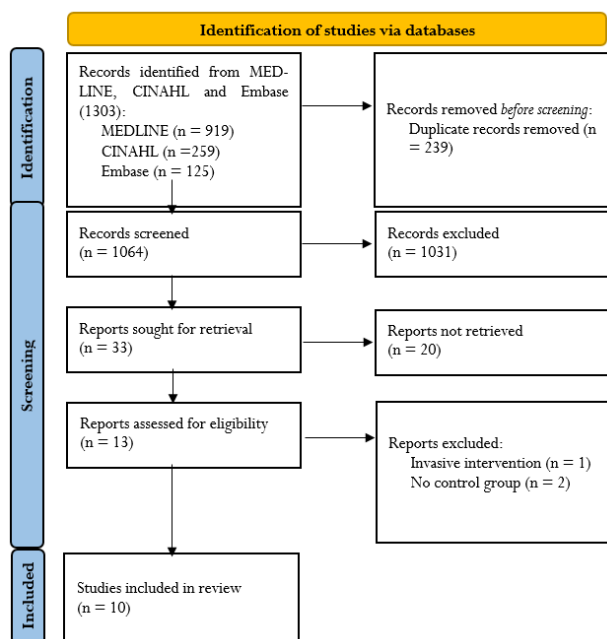 Identification of studies via databases
Identification
Records identified from MED-
LINE, CINAHL and Embase
(1303):
MEDLINE (n = 919)
CINAHL (n =259)
Embase (n = 125)
Records removed before screening:
Duplicate records removed (n
= 239)
Screening
Records screened
(n = 1064)
Records excluded
(n = 1031)
Reports sought for retrieval
(n = 33)
Reports not retrieved
(n = 20)
Reports assessed for eligibility
(n = 13)
Reports excluded:
Invasive intervention (n = 1)
No control group (n = 2)
Included
Studies included in review
(n = 10)